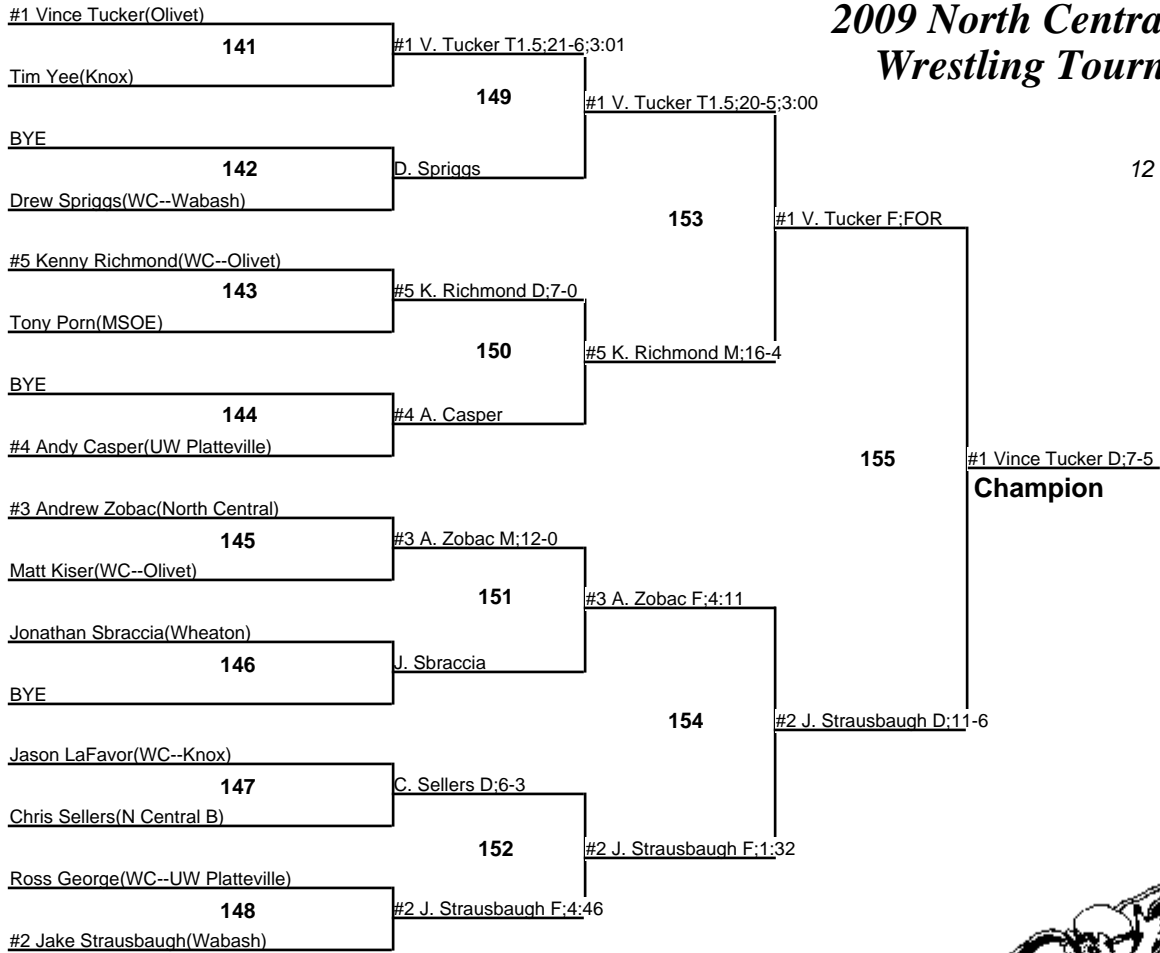 2009 North Centra
Wrestling Tourn
12
#1 Vince Tucker(Olivet)
141
Tim Yee(Knox)
BYE
142
Drew Spriggs(WC--Wabash)
#5 Kenny Richmond(WC--Olivet)
143
Tony Porn(MSOE)
BYE
144
#4 Andy Casper(UW Platteville)
#3 Andrew Zobac(North Central)
145
Matt Kiser(WC--Olivet)
Jonathan Sbraccia(Wheaton)
146
BYE
Jason LaFavor(WC--Knox)
147
Chris Sellers(N Central B)
Ross George(WC--UW Platteville)
148
#2 Jake Strausbaugh(Wabash)
#1 V. Tucker T1.5;21-6;3:01
149
D. Spriggs
#5 K. Richmond D;7-0
150
#4 A. Casper
#3 A. Zobac M;12-0
151
J. Sbraccia
C. Sellers D;6-3
152
#2 J. Strausbaugh F;4:46
#1 V. Tucker T1.5;20-5;3:00
153
#5 K. Richmond M;16-4
#3 A. Zobac F;4:11
154
#2 J. Strausbaugh F;1:32
#1 V. Tucker F;FOR
155
#2 J. Strausbaugh D;11-6
#1 Vince Tucker D;7-5
Champion